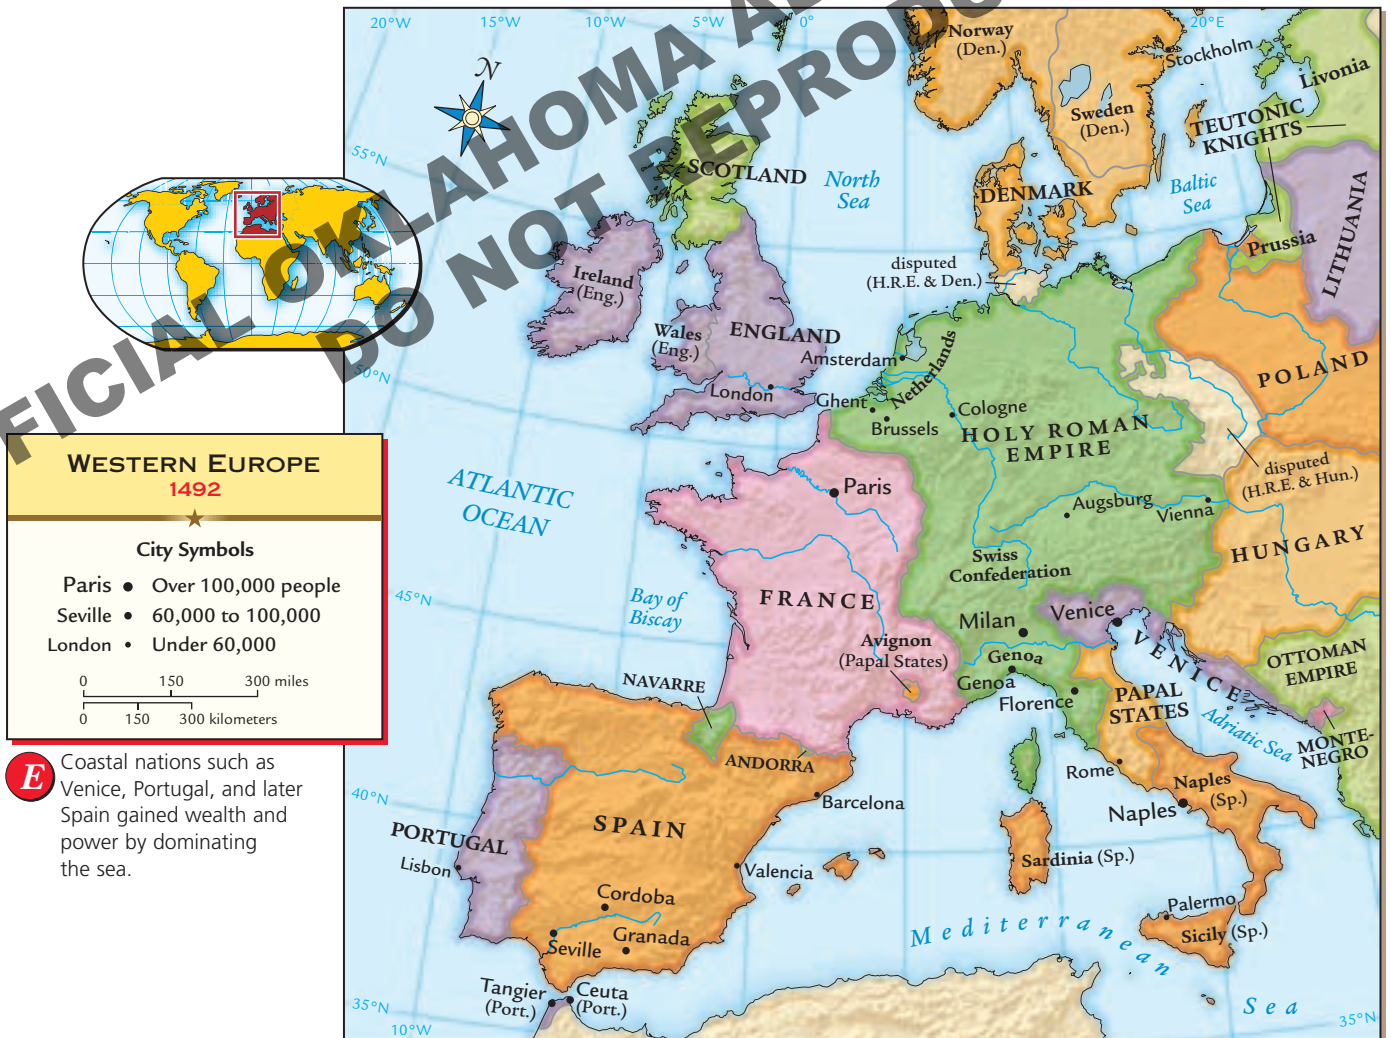 FICIAL OKLAHOMA A
DO NOT REPRODU
20°W
15°W
10°W
5°W
0°
20°E
N
55°N
50°N
45°N
40°N
35°N
10°W
35°N
Norway
(Den.)
Stockholm
Sweden
(Den.)
Livonia
TEUTONIC
KNIGHTS
SCOTLAND
North
Sea
DENMARK
Baltic
Sea
LITHUANIA
Prussia
Ireland
(Eng.)
disputed
(H.R.E. & Den.)
Wales
(Eng.)
ENGLAND
Amsterdam
Netherlands
London
Ghent
Brussels
Cologne
POLAND
HOLY ROMAN
EMPIRE
disputed
(H.R.E. & Hun.)
ATLANTIC
OCEAN
Paris
Augsburg
Vienna
HUNGARY
Swiss
Confederation
Bay of
Biscay
FRANCE
Milan
Venice
Avignon
(Papal States)
Genoa
Genoa
VENICE
OTTOMAN
EMPIRE
NAVARRE
Florence
PAPAL
STATES
Adriatic Sea
MONTE-
NEGRO
ANDORRA
Rome
Naples
(Sp.)
Barcelona
Naples
SPAIN
PORTUGAL
Lisbon
Valencia
Sardinia (Sp.)
Cordoba
Palermo
Seville
Granada
Sicily (Sp.)
Mediterranean
Sea
Tangier
(Port.)
Ceuta
(Port.)
WESTERN EUROPE
1492
City Symbols
Paris • Over 100,000 people
Seville • 60,000 to 100,000
London • Under 60,000
0 150 300 miles
0 150 300 kilometers
E
Coastal nations such as
Venice, Portugal, and later
Spain gained wealth and
power by dominating
the sea.